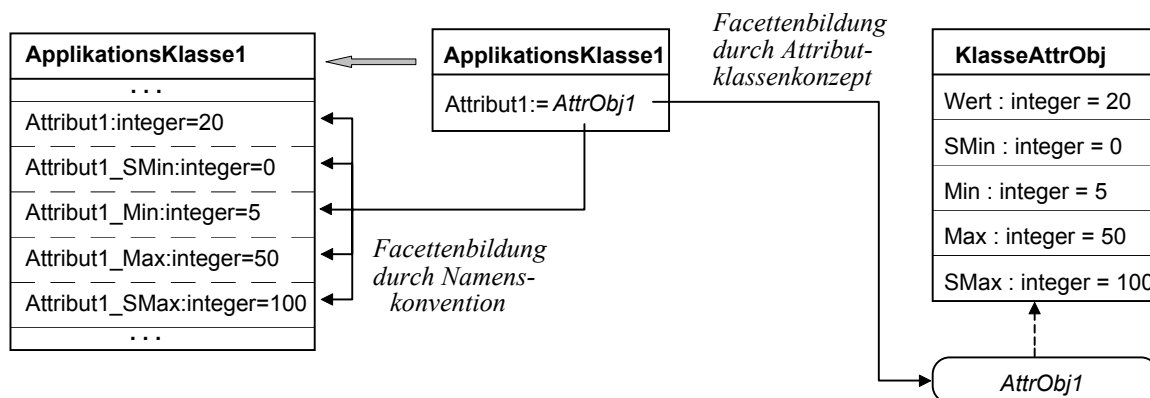 ApplikationsKlasse1
. . .
Attribut1:integer=20
Attribut1_SMin:integer=0
Attribut1_Min:integer=5
Attribut1_Max:integer=50
Attribut1_SMax:integer=100
. . .
ApplikationsKlasse1
Attribut1:= AttrObj1
Facettenbildung
durch Namens-
konvention
Facettenbildung
durch Attribut-
klassenkonzept
KlasseAttrObj
Wert : integer = 20
SMin : integer = 0
Min : integer = 5
Max : integer = 50
SMax : integer = 100
AttrObj1